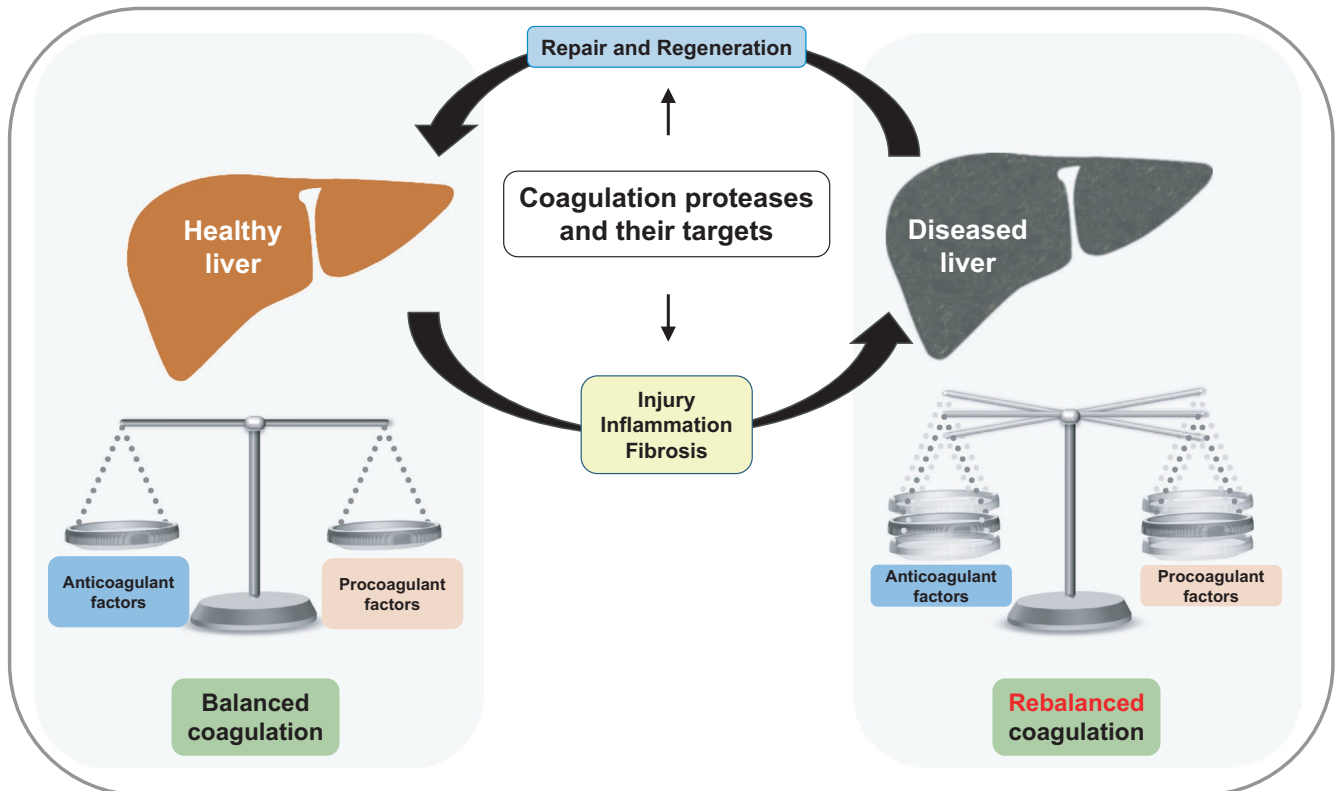 Repair and Regeneration
Coagulation proteases
and their targets
Healthy
liver
Diseased
liver
Injury
Inflammation
Fibrosis
Anticoagulant
factors
Procoagulant
factors
Anticoagulant
factors
Procoagulant
factors
Balanced
coagulation
Rebalanced
coagulation